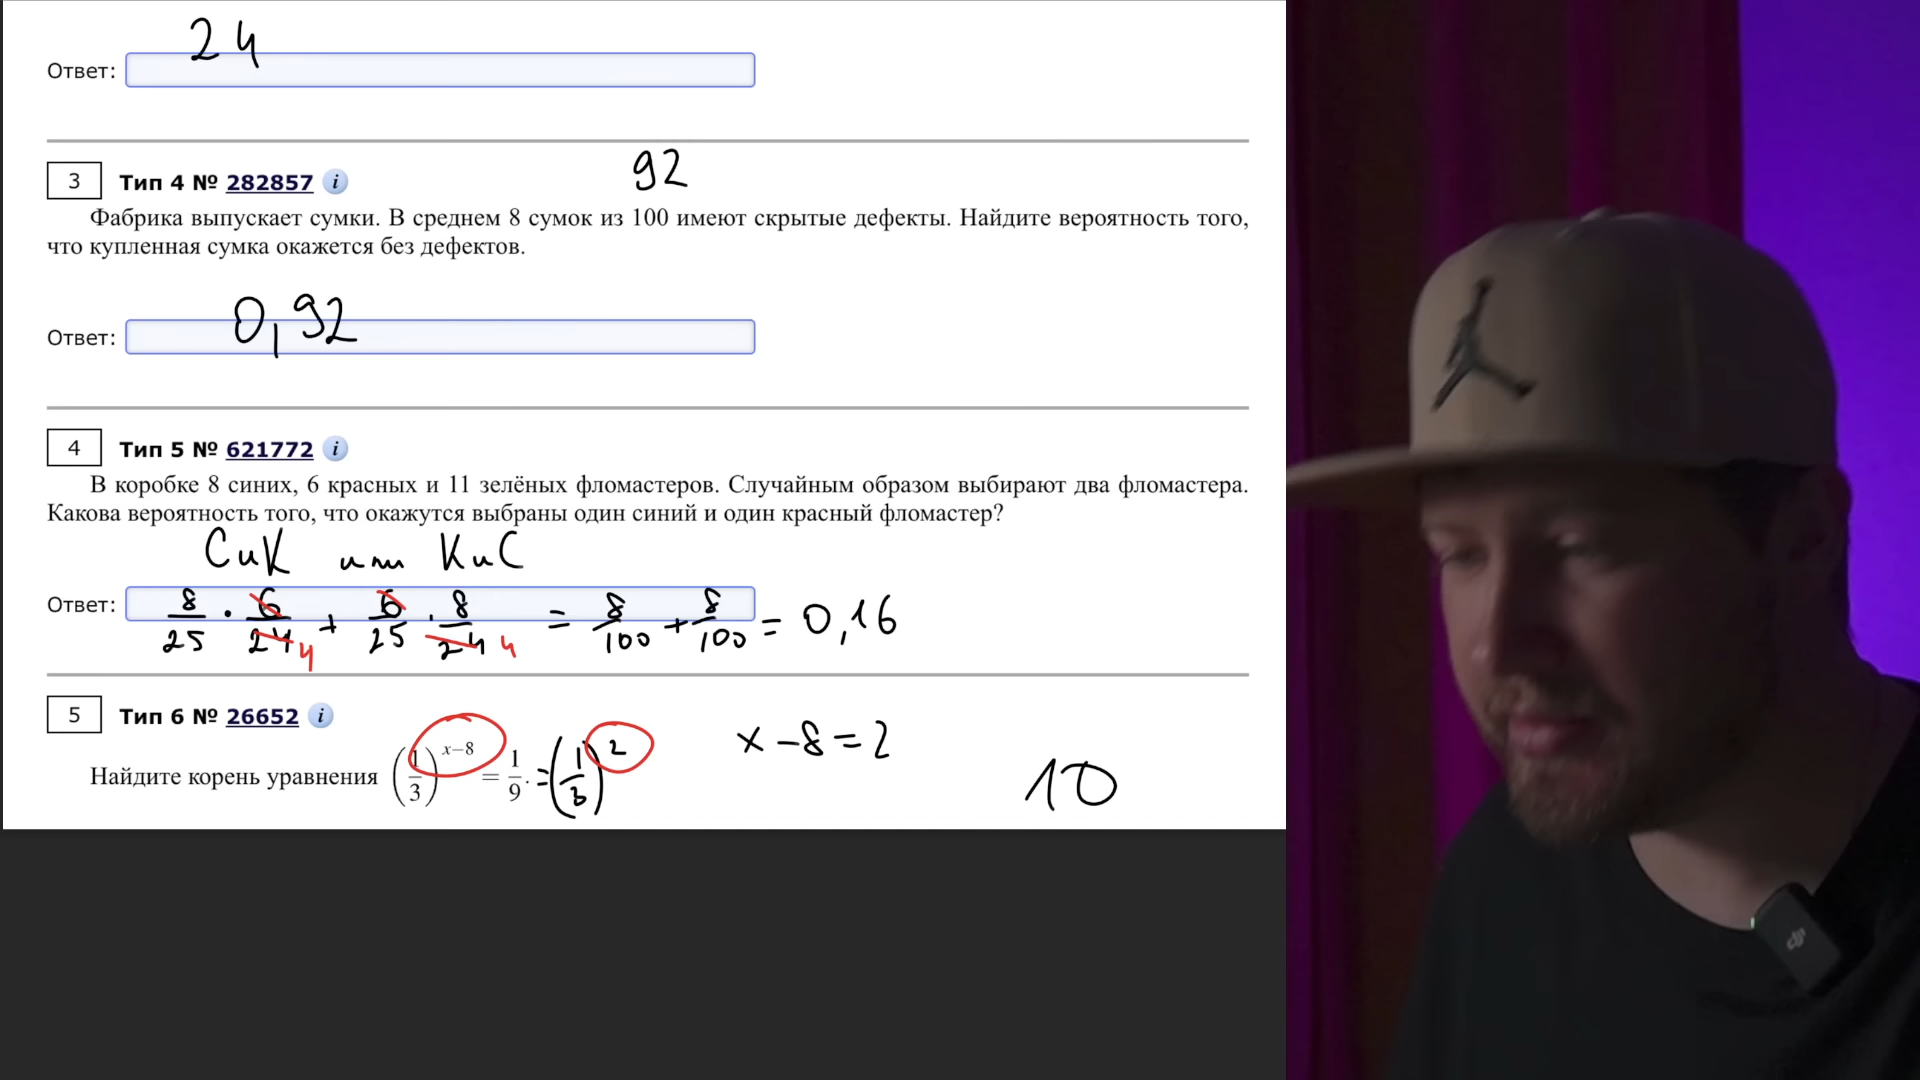 24
Ответ:
92
3 Тип 4 № 282857 i
Фабрика выпускает сумки. В среднем 8 сумок из 100 имеют скрытые дефекты. Найдите вероятность того,
что купленная сумка окажется без дефектов.
0,92
Ответ:
4 Тип 5 № 621772 i
В коробке 8 синих, 6 красных и 11 зелёных фломастеров. Случайным образом выбирают два фломастера.
Какова вероятность того, что окажутся выбраны один синий и один красный фломастер?
СиК или КиС
Ответ: 8/25 · 6/24 4 + 6/25 · 8/24 4 = 8/100 + 8/100 = 0,16
5 Тип 6 № 26652 i
Найдите корень уравнения (1/3)^(x−8) = 1/9. = (1/3)^2 x−8=2 10